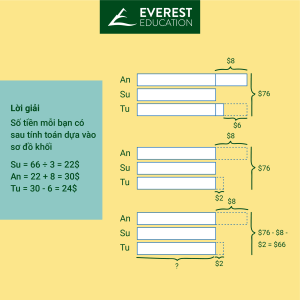 EVEREST
EDUCATION
Lời giải
Số tiền mỗi bạn có
sau tính toán dựa vào
sơ đồ khối
Su = 66 ÷ 3 = 22$
An = 22 + 8 = 30$
Tu = 30 - 6 = 24$
$8
An
Su
Tu
$76
$6
$8
An
Su
Tu
$76
$2
$8
An
Su
Tu
$76 - $8 -
$2 = $66
?
$2